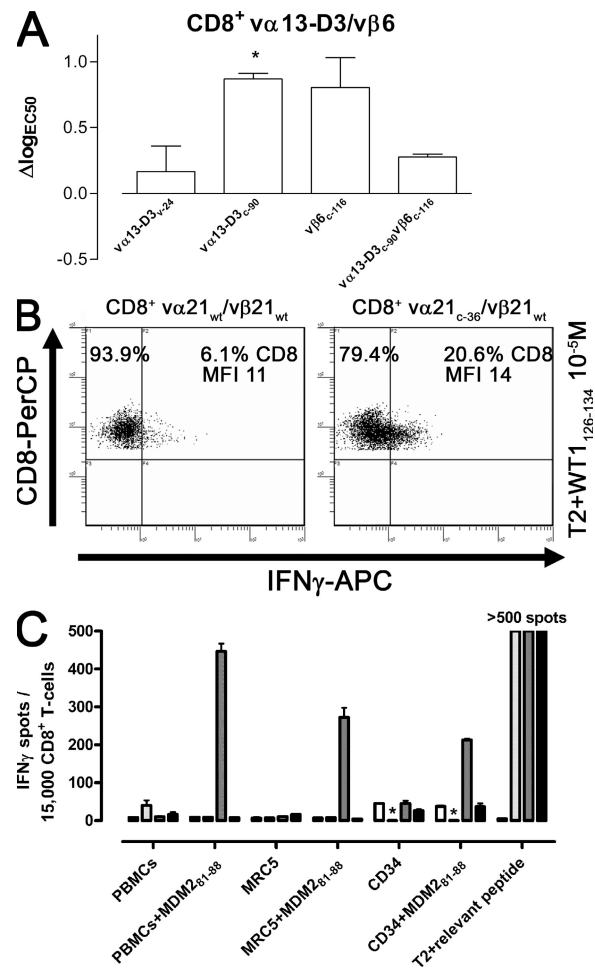 A
CD8+ vα13-D3/vβ6
ΔlogEC50
1.0
*
0.5
0.0
-0.5
vα13-D3v-24
vα13-D3c-90
vβ6c-116
vα13-D3c-90vβ6c-116
B
CD8+ vα21wt/vβ21wt
CD8+ vα21c-36/vβ21wt
CD8-PerCP
93.9%
6.1% CD8
MFI 11
79.4%
20.6% CD8
MFI 14
T2+WT1126-134 10-5M
IFNγ-APC
C
IFNγ spots /
15,000 CD8+ T-cells
>500 spots
500
400
300
200
100
0
*
*
PBMCs
PBMCs+MDM281-88
MRC5
MRC5+MDM281-88
CD34
CD34+MDM281-88
T2+relevant peptide